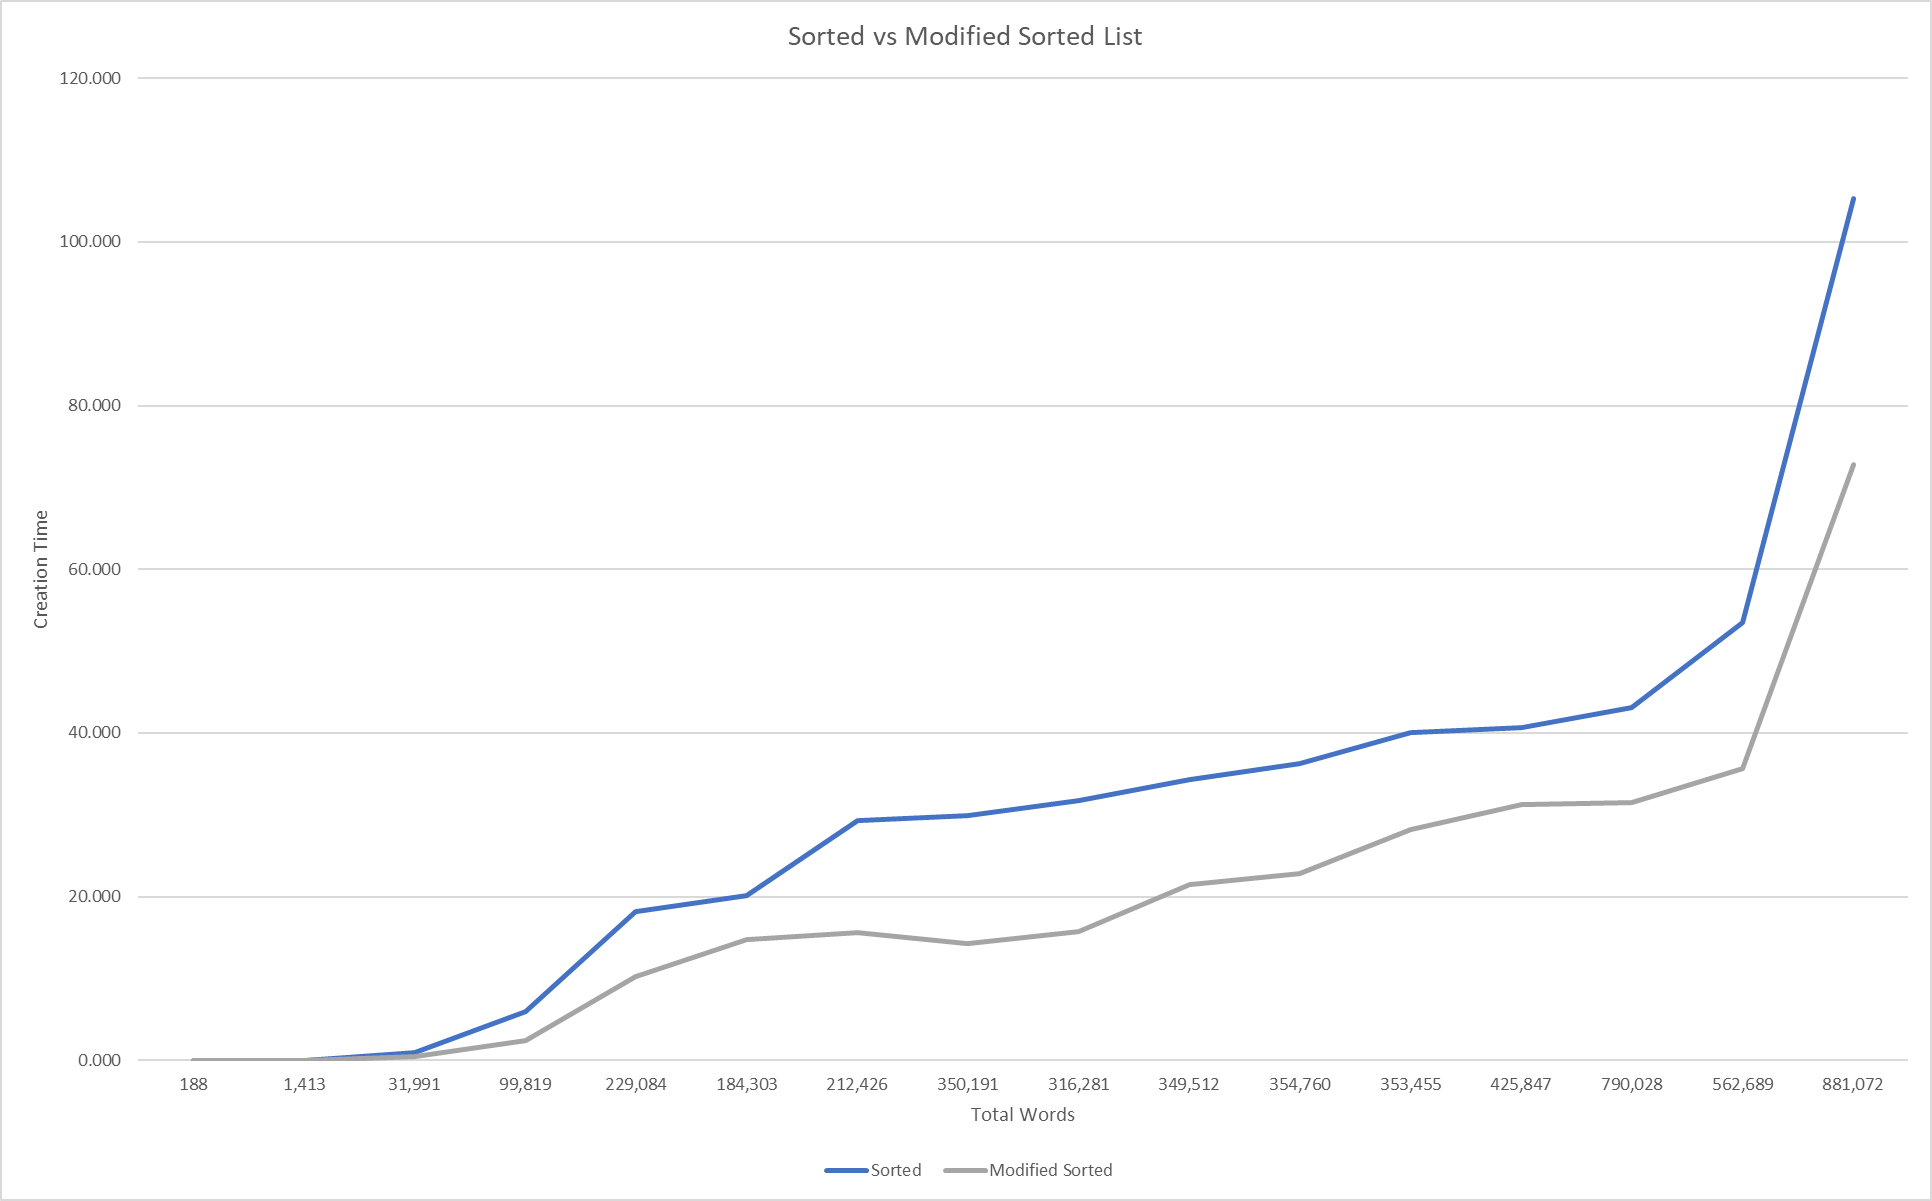 Sorted vs Modified Sorted List
120.000
100.000
80.000
60.000
40.000
20.000
0.000
Creation Time
188 1,413 31,991 99,819 229,084 184,303 212,426 350,191 316,281 349,512 354,760 353,455 425,847 790,028 562,689 881,072
Total Words
Sorted Modified Sorted